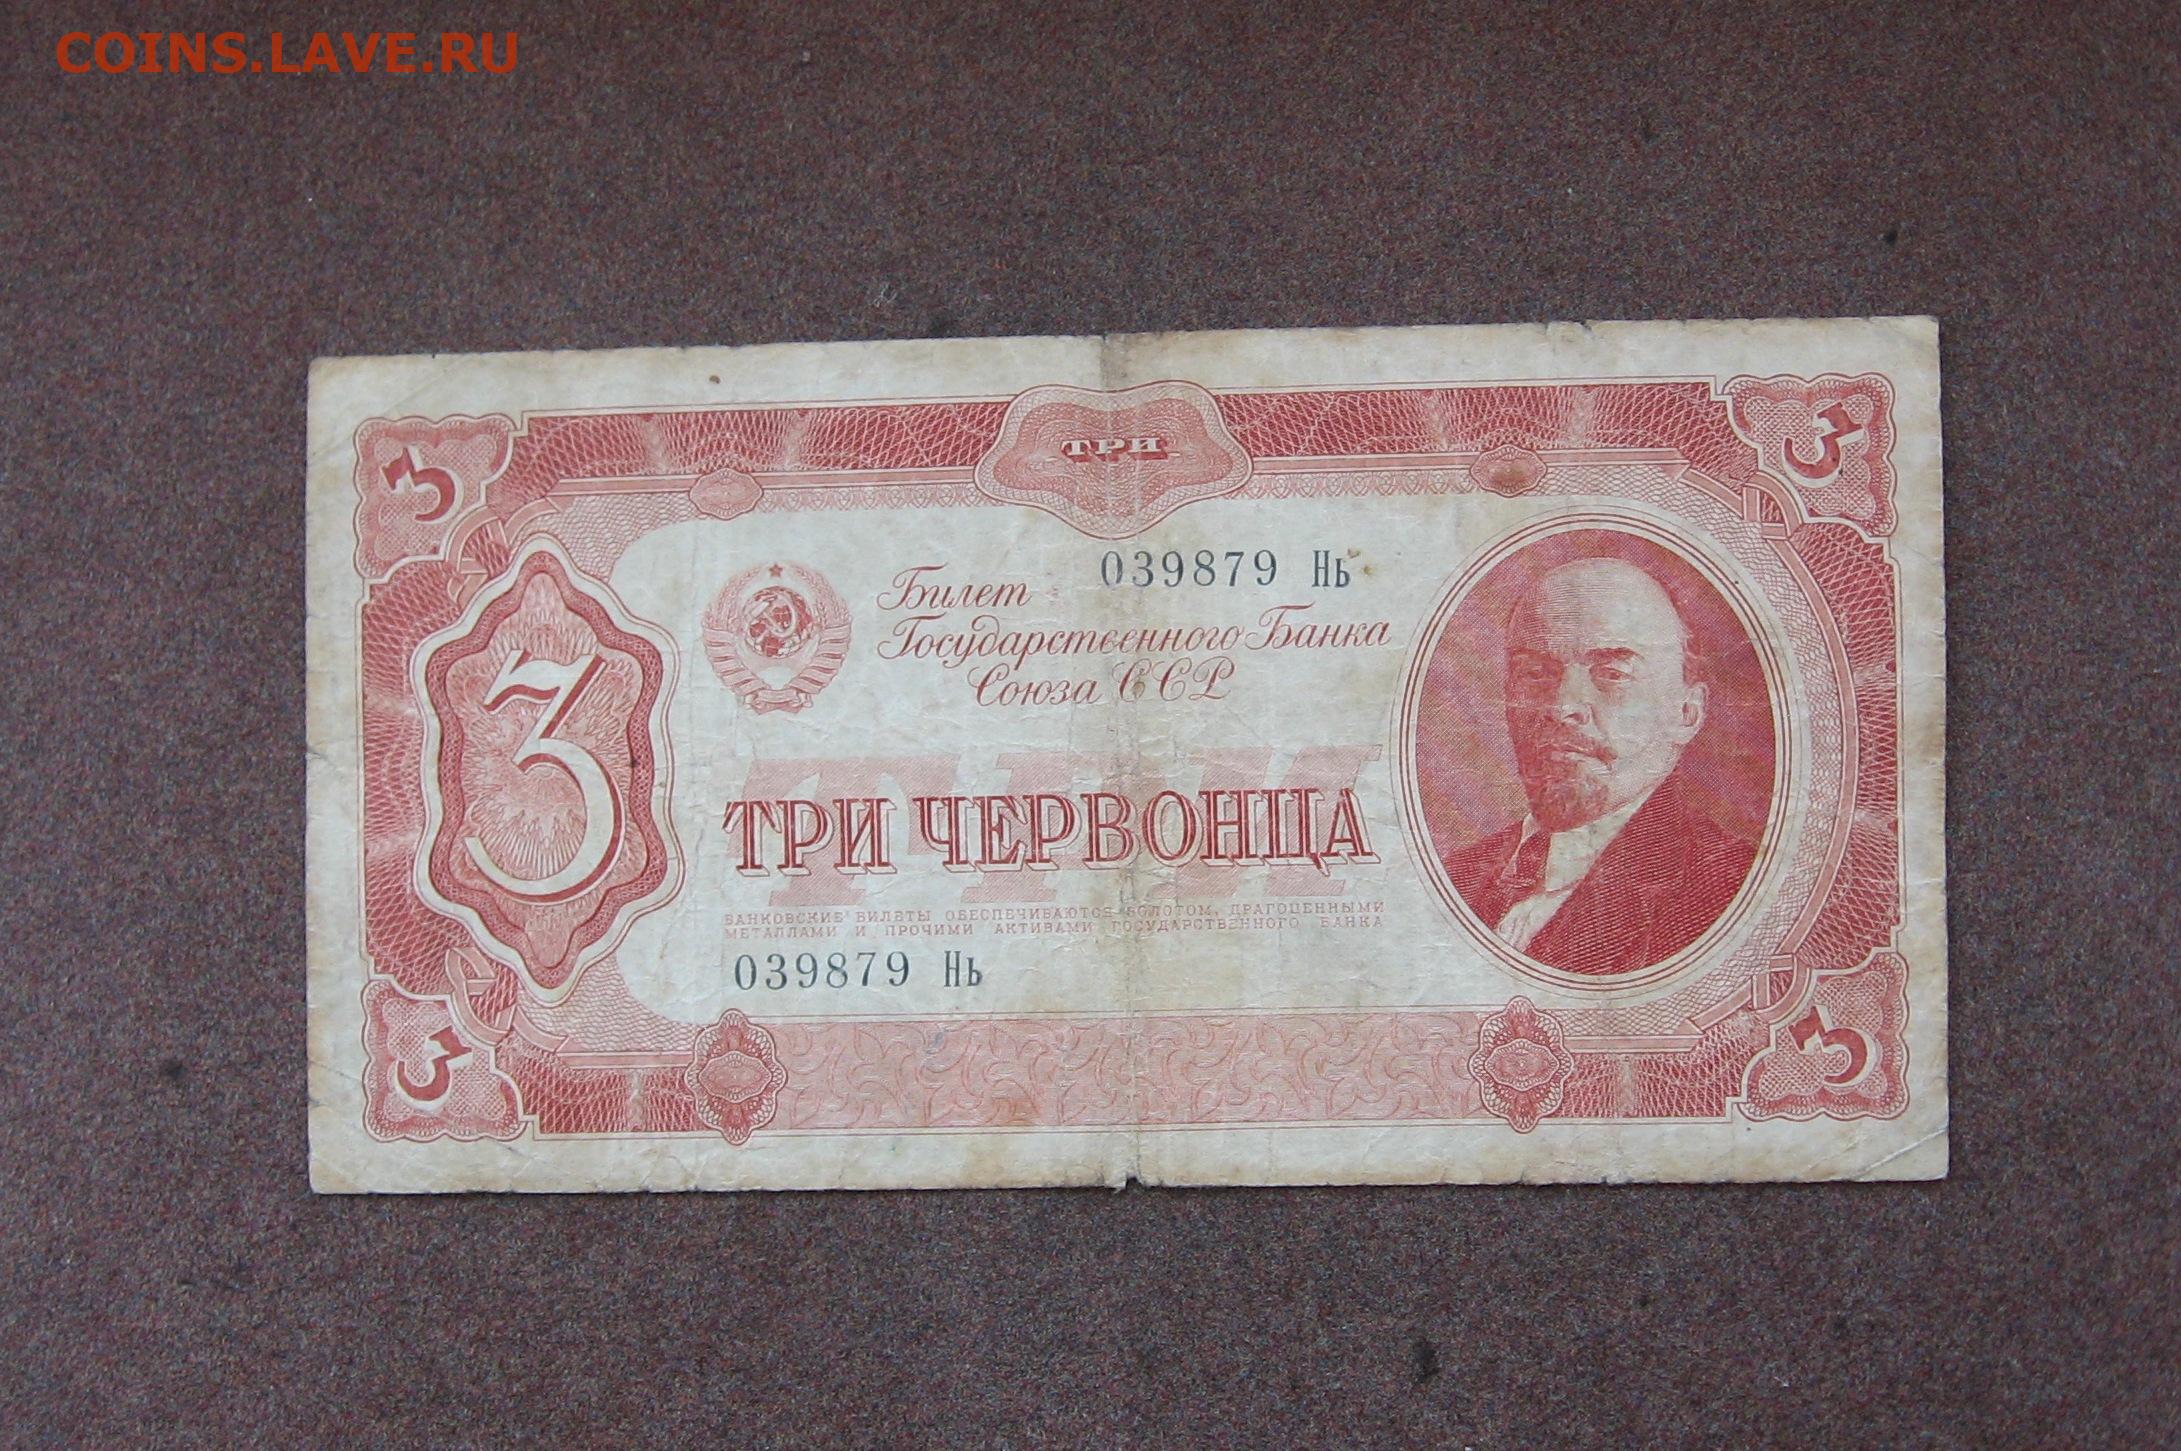 COINS.LAVE.RU
3
ТРИ
3
039879 Нь
Билет
Государственного Банка
Союза ССР
3
ТРИ
ТРИ ЧЕРВОНЦА
БАНКОВСКИЕ БИЛЕТЫ ОБЕСПЕЧИВАЮТСЯ ЗОЛОТОМ, ДРАГОЦЕННЫМИ
МЕТАЛЛАМИ И ПРОЧИМИ АКТИВАМИ ГОСУДАРСТВЕННОГО БАНКА
039879 Нь
3
3